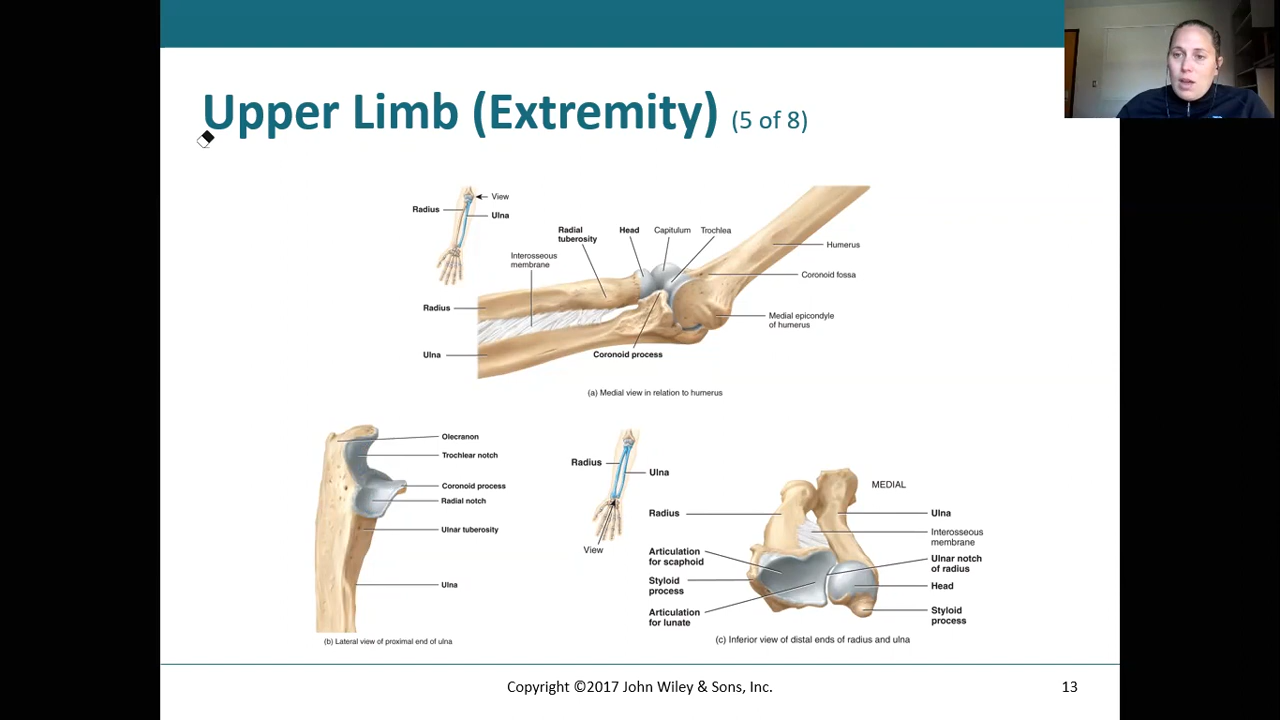 Upper Limb (Extremity) (5 of 8)
View
Radius
Ulna
Radial
tuberosity
Head
Capitulum
Trochlea
Interosseous
membrane
Humerus
Coronoid fossa
Radius
Medial epicondyle
of humerus
Ulna
Coronoid process
(a) Medial view in relation to humerus
Olecranon
Trochlear notch
Coronoid process
Radial notch
Ulnar tuberosity
Ulna
(b) Lateral view of proximal end of ulna
Radius
Ulna
View
MEDIAL
Radius
Ulna
Interosseous
membrane
Articulation
for scaphoid
Ulnar notch
of radius
Styloid
process
Head
Articulation
for lunate
Styloid
process
(c) Inferior view of distal ends of radius and ulna
Copyright ©2017 John Wiley & Sons, Inc.
13